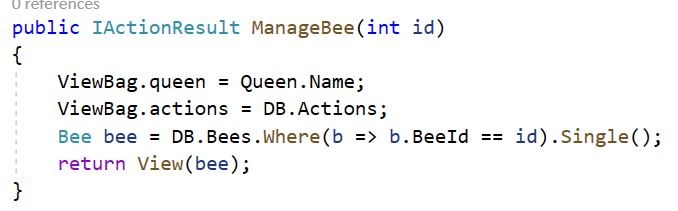 0 references
public IActionResult ManageBee(int id)
{
ViewBag.queen = Queen.Name;
ViewBag.actions = DB.Actions;
Bee bee = DB.Bees.Where(b => b.BeeId == id).Single();
return View(bee);
}